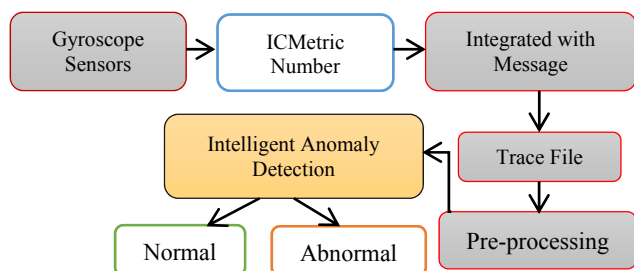 Gyroscope
Sensors
ICMetric
Number
Integrated with
Message
Trace File
Pre-processing
Intelligent Anomaly
Detection
Normal
Abnormal